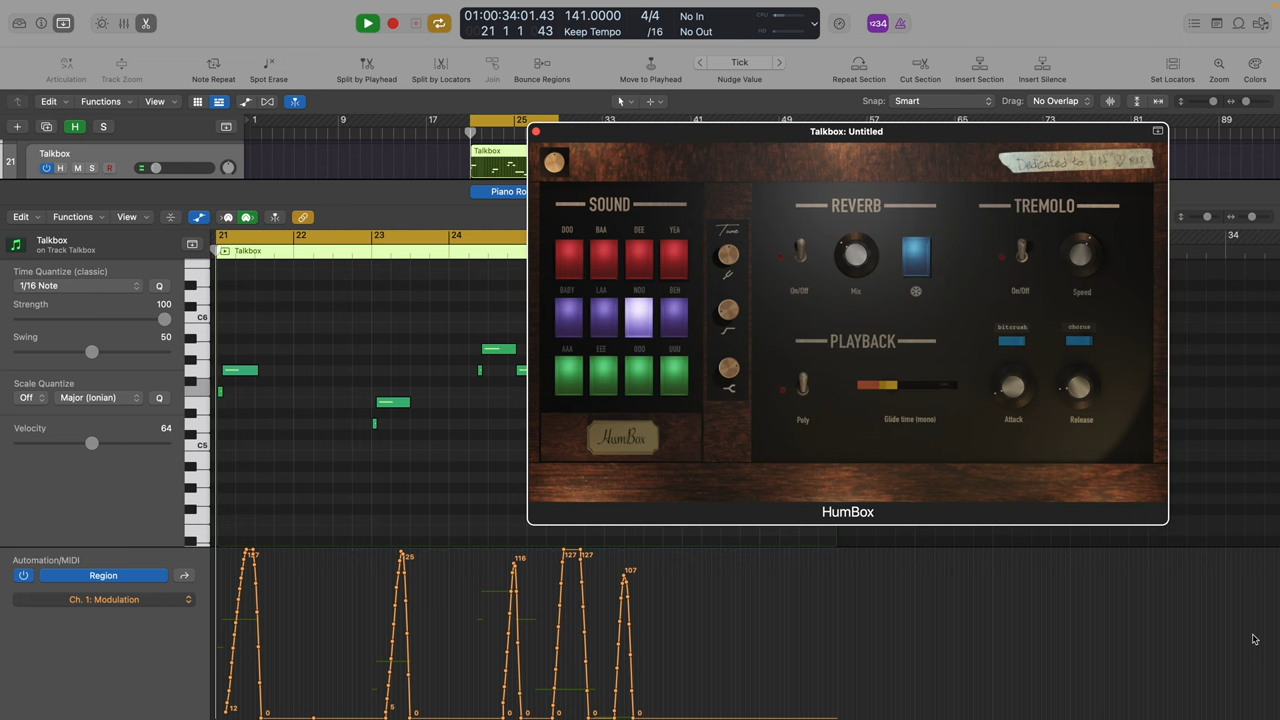 01:00:34:01.43 141.0000 4/4 No In CPU
21 1 1 43 Keep Tempo /16 No Out HD
1234
Articulation Track Zoom Note Repeat Spot Erase Split by Playhead Split by Locators Join Bounce Regions Move to Playhead Tick Nudge Value Repeat Section Cut Section Insert Section Insert Silence Set Locators Zoom Colors
Edit Functions View Snap: Smart Drag: No Overlap
1 9 17 25 33 41 49 57 65 73 81 89
H S
Talkbox: Untitled
21 Talkbox
H M S R
Talkbox
Piano Ro
Dedicated to
SOUND REVERB TREMOLO
Edit Functions View
21 22 23 24 34
Talkbox
on Track Talkbox
Talkbox
Time Quantize (classic)
1/16 Note Q
Strength 100
Swing 50
Scale Quantize
Off Major (Ionian) Q
Velocity 64
C6
C5
DOO BAA DEE YEA
BABY LAA NOO BEN
AAA EEE OOO UUU
Tune
On/Off Mix On/Off Speed
PLAYBACK
bitcrush chorus
Poly Glide time (mono) Attack Release
HumBox
HumBox
Automation/MIDI
Region
Ch. 1: Modulation
127 125 116 127 127 107
12 0 5 0 0 0 0 0